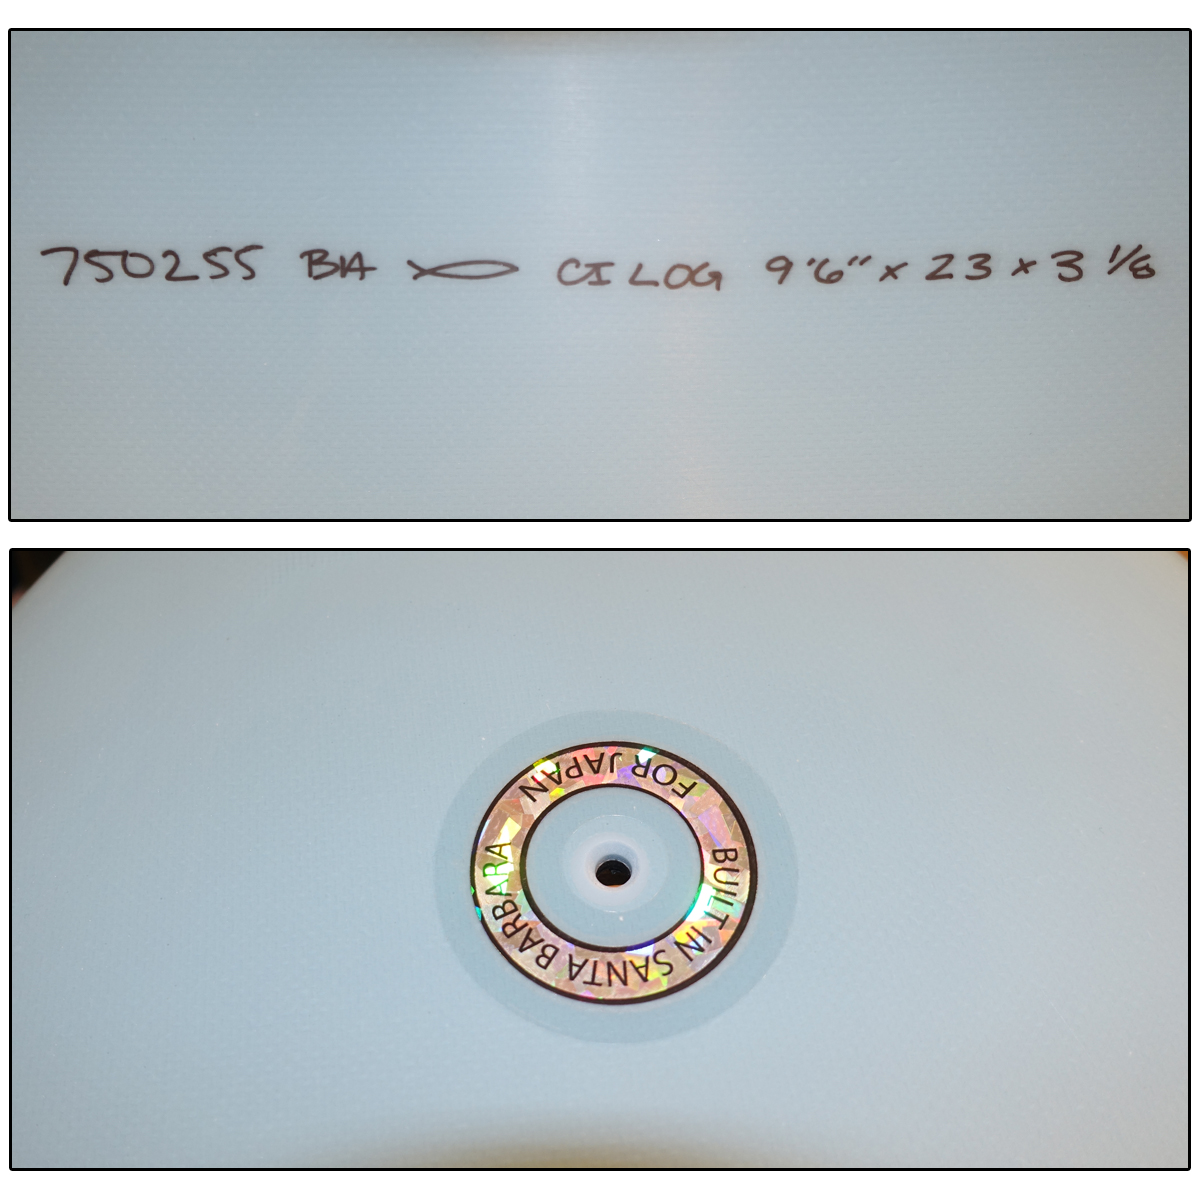 750255 BIA CI LOG 9'6" x 23 x 3 1/8
BUILT IN SANTA BARBARA
FOR JAPAN